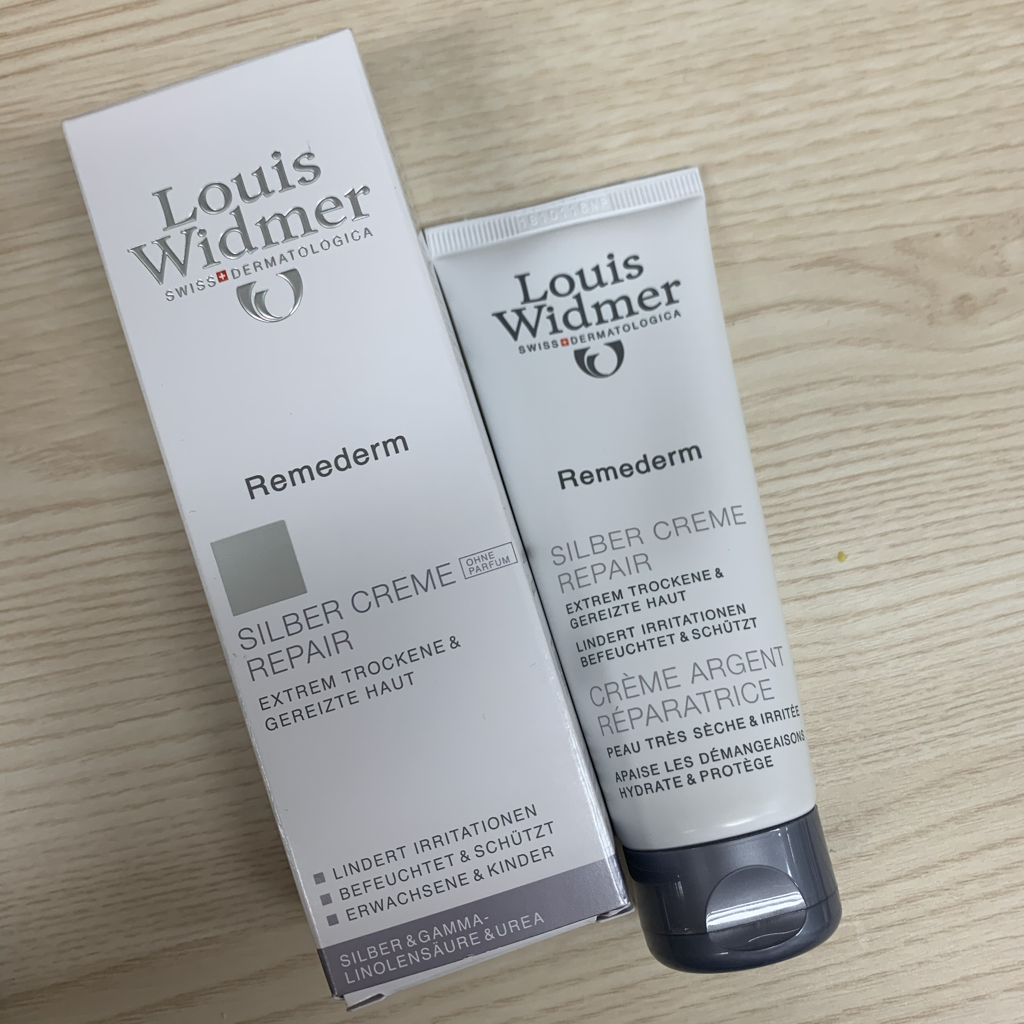 Louis
Widmer
SWISS DERMATOLOGICA
Remederm
SILBER CREME
REPAIR
OHNE
PARFUM
EXTREM TROCKENE &
GEREIZTE HAUT
LINDERT IRRITATIONEN
BEFEUCHTET & SCHÜTZT
ERWACHSENE & KINDER
SILBER & GAMMA-
LINOLENSÄURE & UREA
Louis
Widmer
SWISS DERMATOLOGICA
Remederm
SILBER CREME
REPAIR
EXTREM TROCKENE &
GEREIZTE HAUT
LINDERT IRRITATIONEN
BEFEUCHTET & SCHÜTZT
CRÈME ARGENT
RÉPARATRICE
PEAU TRÈS SÈCHE & IRRITÉE
APAISE LES DÉMANGEAISONS
HYDRATE & PROTÈGE